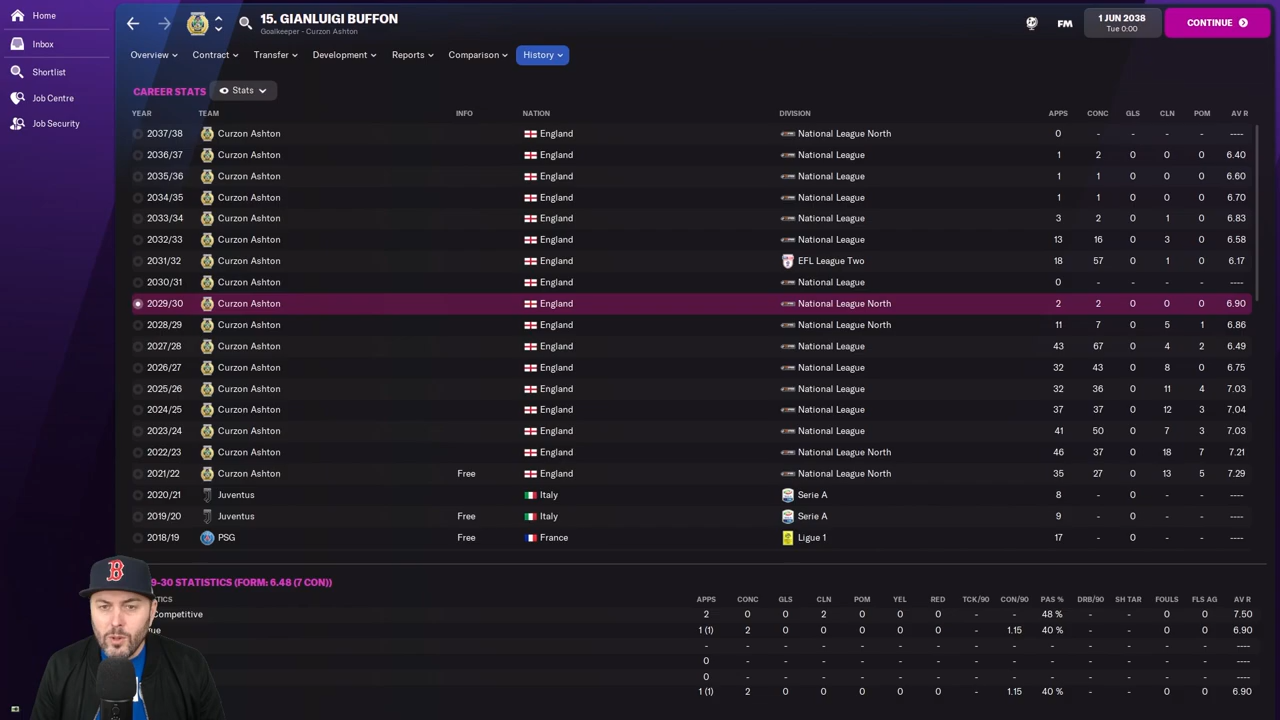 Home
Inbox
Shortlist
Job Centre
Job Security
15. GIANLUIGI BUFFON
Goalkeeper - Curzon Ashton
FM
1 JUN 2038
Tue 0:00
CONTINUE
Overview Contract Transfer Development Reports Comparison History
CAREER STATS Stats
YEAR TEAM INFO NATION DIVISION APPS CONC GLS CLN POM AV R
2037/38 Curzon Ashton England National League North 0 - - - - ----
2036/37 Curzon Ashton England National League 1 2 0 0 0 6.40
2035/36 Curzon Ashton England National League 1 1 0 0 0 6.60
2034/35 Curzon Ashton England National League 1 1 0 0 0 6.70
2033/34 Curzon Ashton England National League 3 2 0 1 0 6.83
2032/33 Curzon Ashton England National League 13 16 0 3 0 6.58
2031/32 Curzon Ashton England EFL League Two 18 57 0 1 0 6.17
2030/31 Curzon Ashton England National League 0 - - - - ----
2029/30 Curzon Ashton England National League North 2 2 0 0 0 6.90
2028/29 Curzon Ashton England National League North 11 7 0 5 1 6.86
2027/28 Curzon Ashton England National League 43 67 0 4 2 6.49
2026/27 Curzon Ashton England National League 32 43 0 8 0 6.75
2025/26 Curzon Ashton England National League 32 36 0 11 4 7.03
2024/25 Curzon Ashton England National League 37 37 0 12 3 7.04
2023/24 Curzon Ashton England National League 41 50 0 7 3 7.03
2022/23 Curzon Ashton England National League North 46 37 0 18 7 7.21
2021/22 Curzon Ashton Free England National League North 35 27 0 13 5 7.29
2020/21 Juventus Italy Serie A 8 - 0 - - ----
2019/20 Juventus Free Italy Serie A 9 - 0 - - ----
2018/19 PSG Free France Ligue 1 17 - 0 - - ----
9-30 STATISTICS (FORM: 6.48 (7 CON))
TICS APPS CONC GLS CLN POM YEL RED TCK/90 CON/90 PAS % DRB/90 SH TAR FOULS FLS AG AV R
Competitive 2 0 0 2 0 0 0 - - 48 % - - 0 0 7.50
ue 1 (1) 2 0 0 0 0 0 - 1.15 40 % - - 0 0 6.90
- - - - - - - - - - - - - - ----
0 - - - - - - - - - - - - - ----
0 - - - - - - - - - - - - - ----
1 (1) 2 0 0 0 0 0 - 1.15 40 % - - 0 0 6.90
B